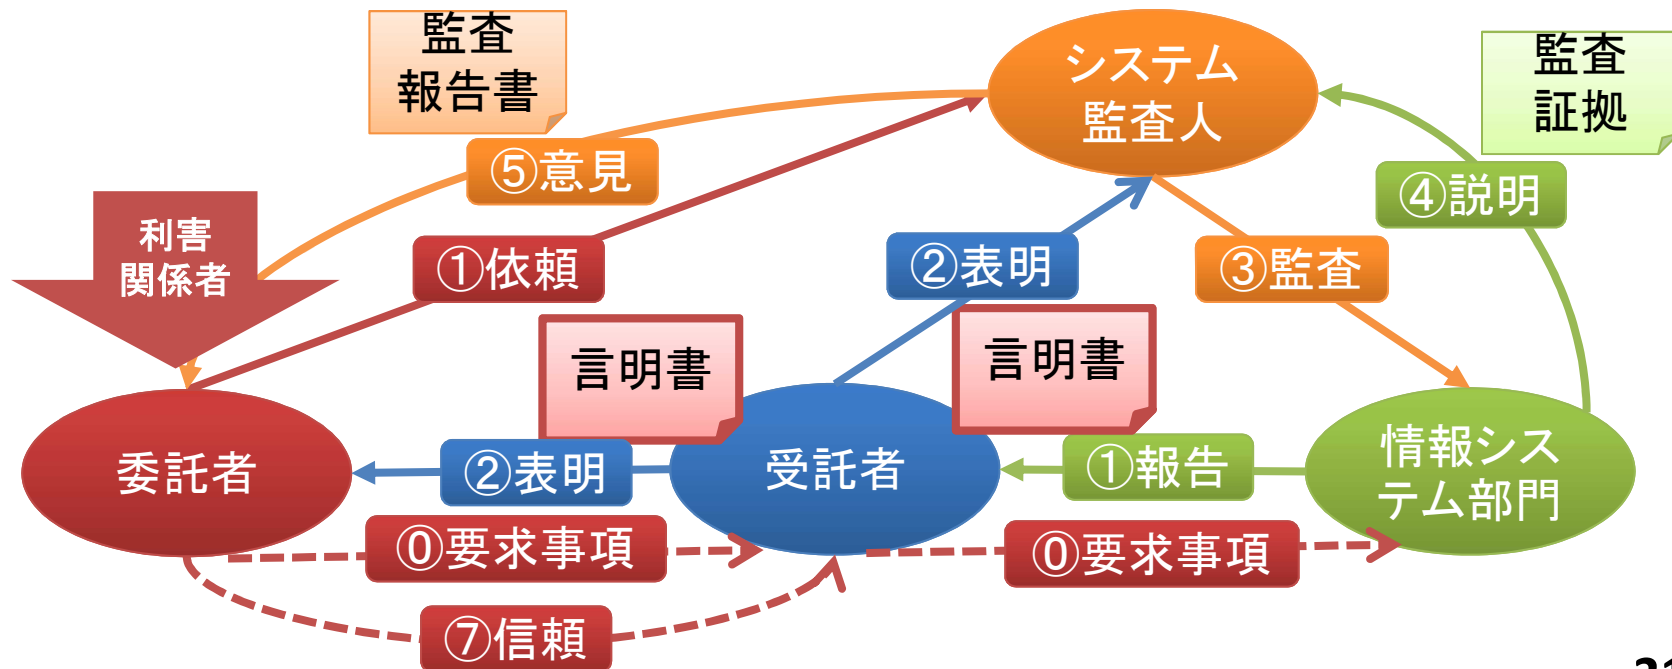 監査
報告書
システム
監査人
監査
証拠
⑤意見
④説明
利害
関係者
①依頼
②表明
③監査
言明書
言明書
委託者
②表明
受託者
①報告
情報シス
テム部門
⓪要求事項
⓪要求事項
⑦信頼